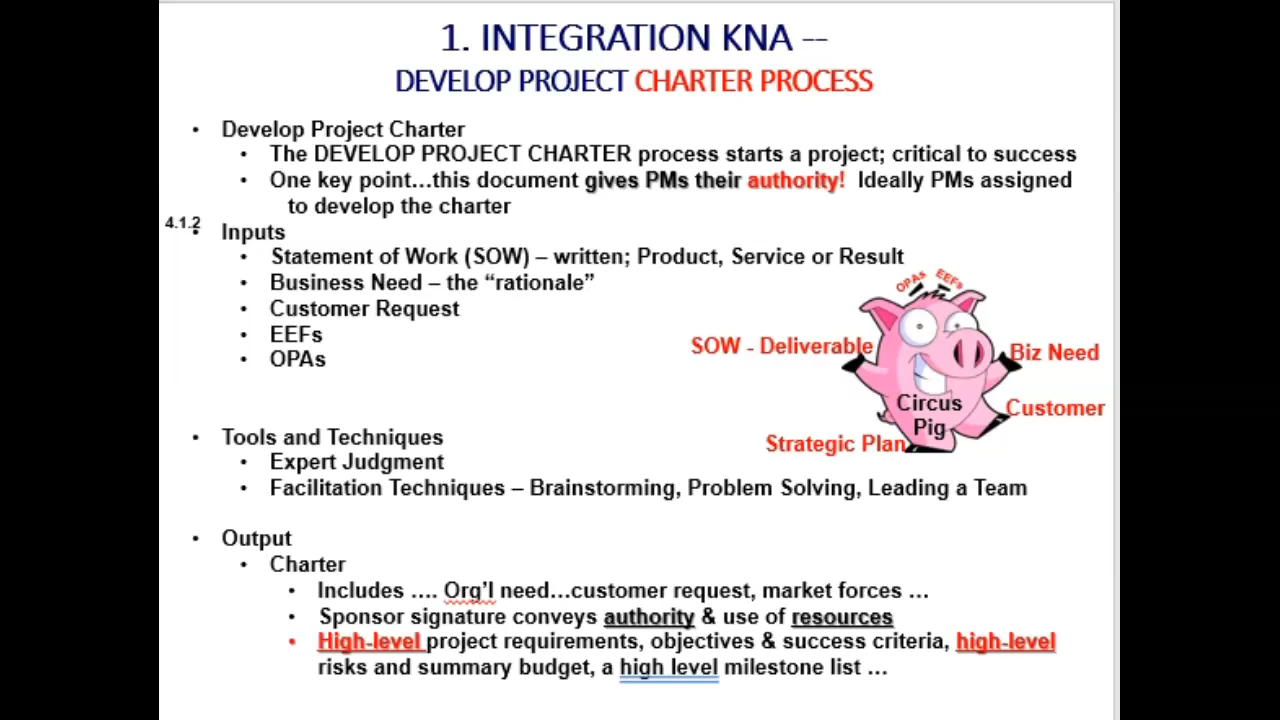 1. INTEGRATION KNA --
DEVELOP PROJECT CHARTER PROCESS
• Develop Project Charter
• The DEVELOP PROJECT CHARTER process starts a project; critical to success
• One key point…this document gives PMs their authority! Ideally PMs assigned
to develop the charter
4.1.2
• Inputs
• Statement of Work (SOW) – written; Product, Service or Result
• Business Need – the “rationale”
• Customer Request
• EEFs
• OPAs
OPAs EEFs
SOW - Deliverable
Biz Need
Circus
Pig
Customer
Strategic Plan
• Tools and Techniques
• Expert Judgment
• Facilitation Techniques – Brainstorming, Problem Solving, Leading a Team
• Output
• Charter
• Includes …. Org’l need…customer request, market forces …
• Sponsor signature conveys authority & use of resources
• High-level project requirements, objectives & success criteria, high-level
risks and summary budget, a high level milestone list …